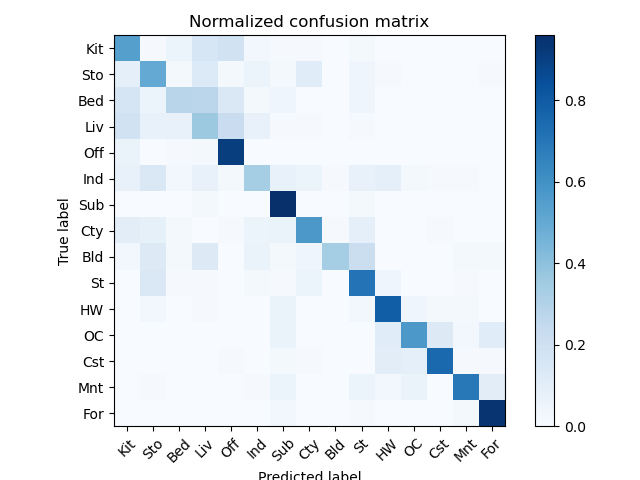 Normalized confusion matrix
True label
Kit
Sto
Bed
Liv
Off
Ind
Sub
Cty
Bld
St
HW
OC
Cst
Mnt
For
Kit Sto Bed Liv Off Ind Sub Cty Bld St HW OC Cst Mnt For
Predicted label
0.8
0.6
0.4
0.2
0.0